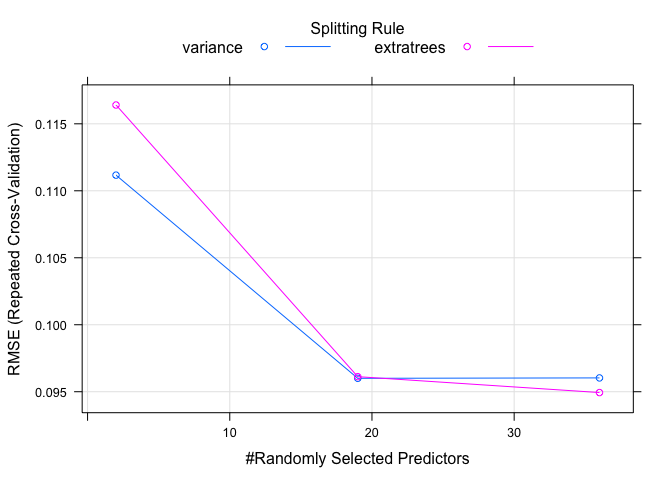 Splitting Rule
variance extratrees
0.115
0.110
0.105
0.100
0.095
RMSE (Repeated Cross-Validation)
10 20 30
#Randomly Selected Predictors